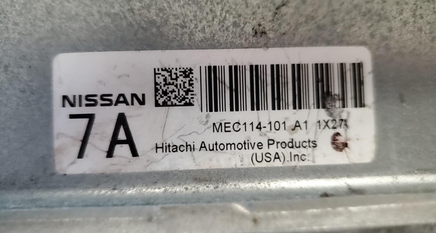 NISSAN
7A
MEC114-101 A1 1X27
Hitachi Automotive Products
(USA).Inc.